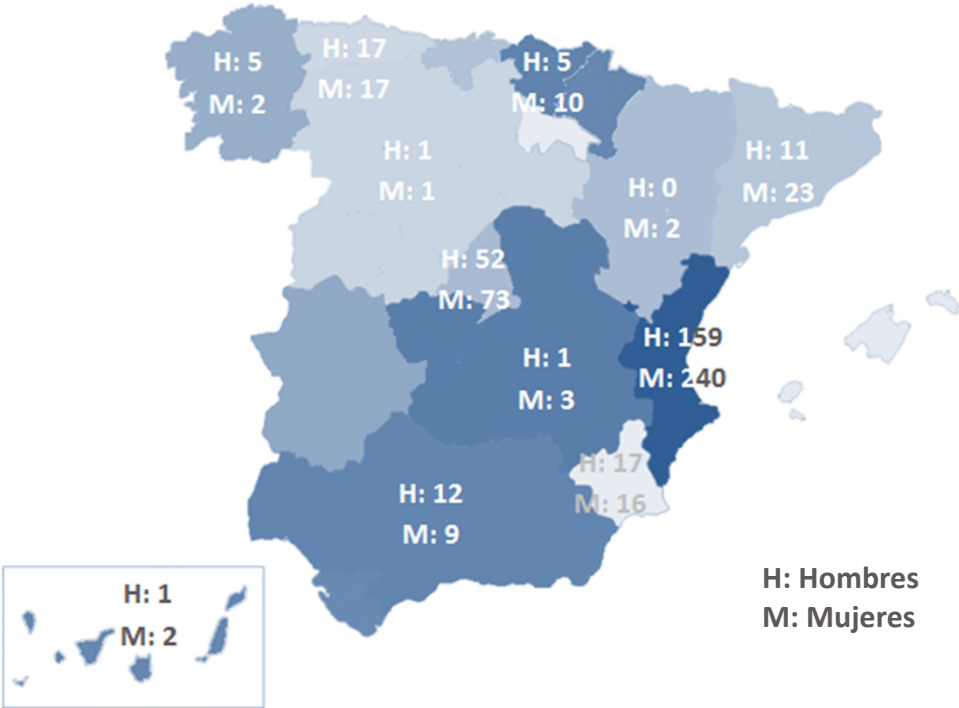 H: 5
M: 2
H: 17
M: 17
H: 5
M: 10
H: 1
M: 1
H: 0
M: 2
H: 11
M: 23
H: 52
M: 73
H: 159
M: 240
H: 1
M: 3
H: 17
M: 16
H: 12
M: 9
H: 1
M: 2
H: Hombres
M: Mujeres